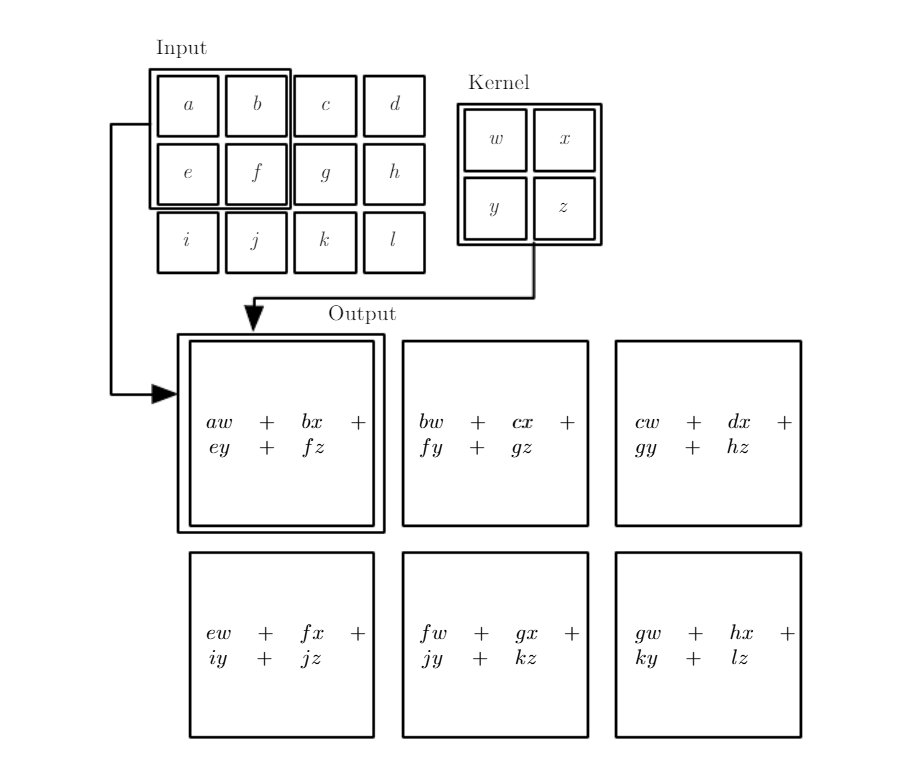 Input
Kernel
a b c d
w x
e f g h
y z
i j k l
Output
aw + bx +
ey + fz
bw + cx +
fy + gz
cw + dx +
gy + hz
ew + fx +
iy + jz
fw + gx +
jy + kz
gw + hx +
ky + lz